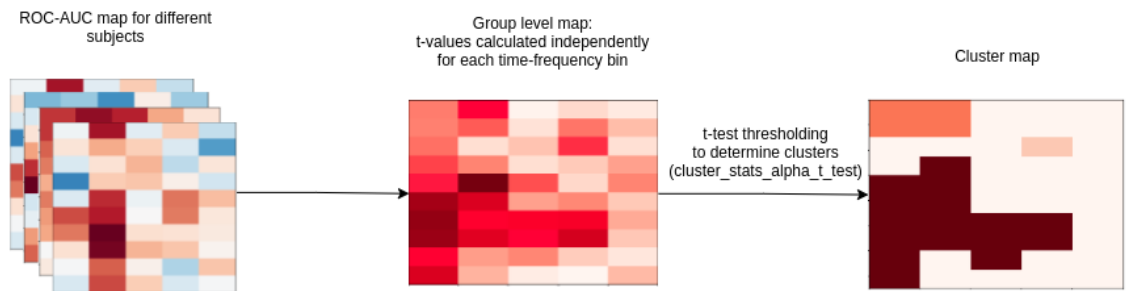 ROC-AUC map for different
subjects
Group level map:
t-values calculated independently
for each time-frequency bin
Cluster map
t-test thresholding
to determine clusters
(cluster_stats_alpha_t_test)